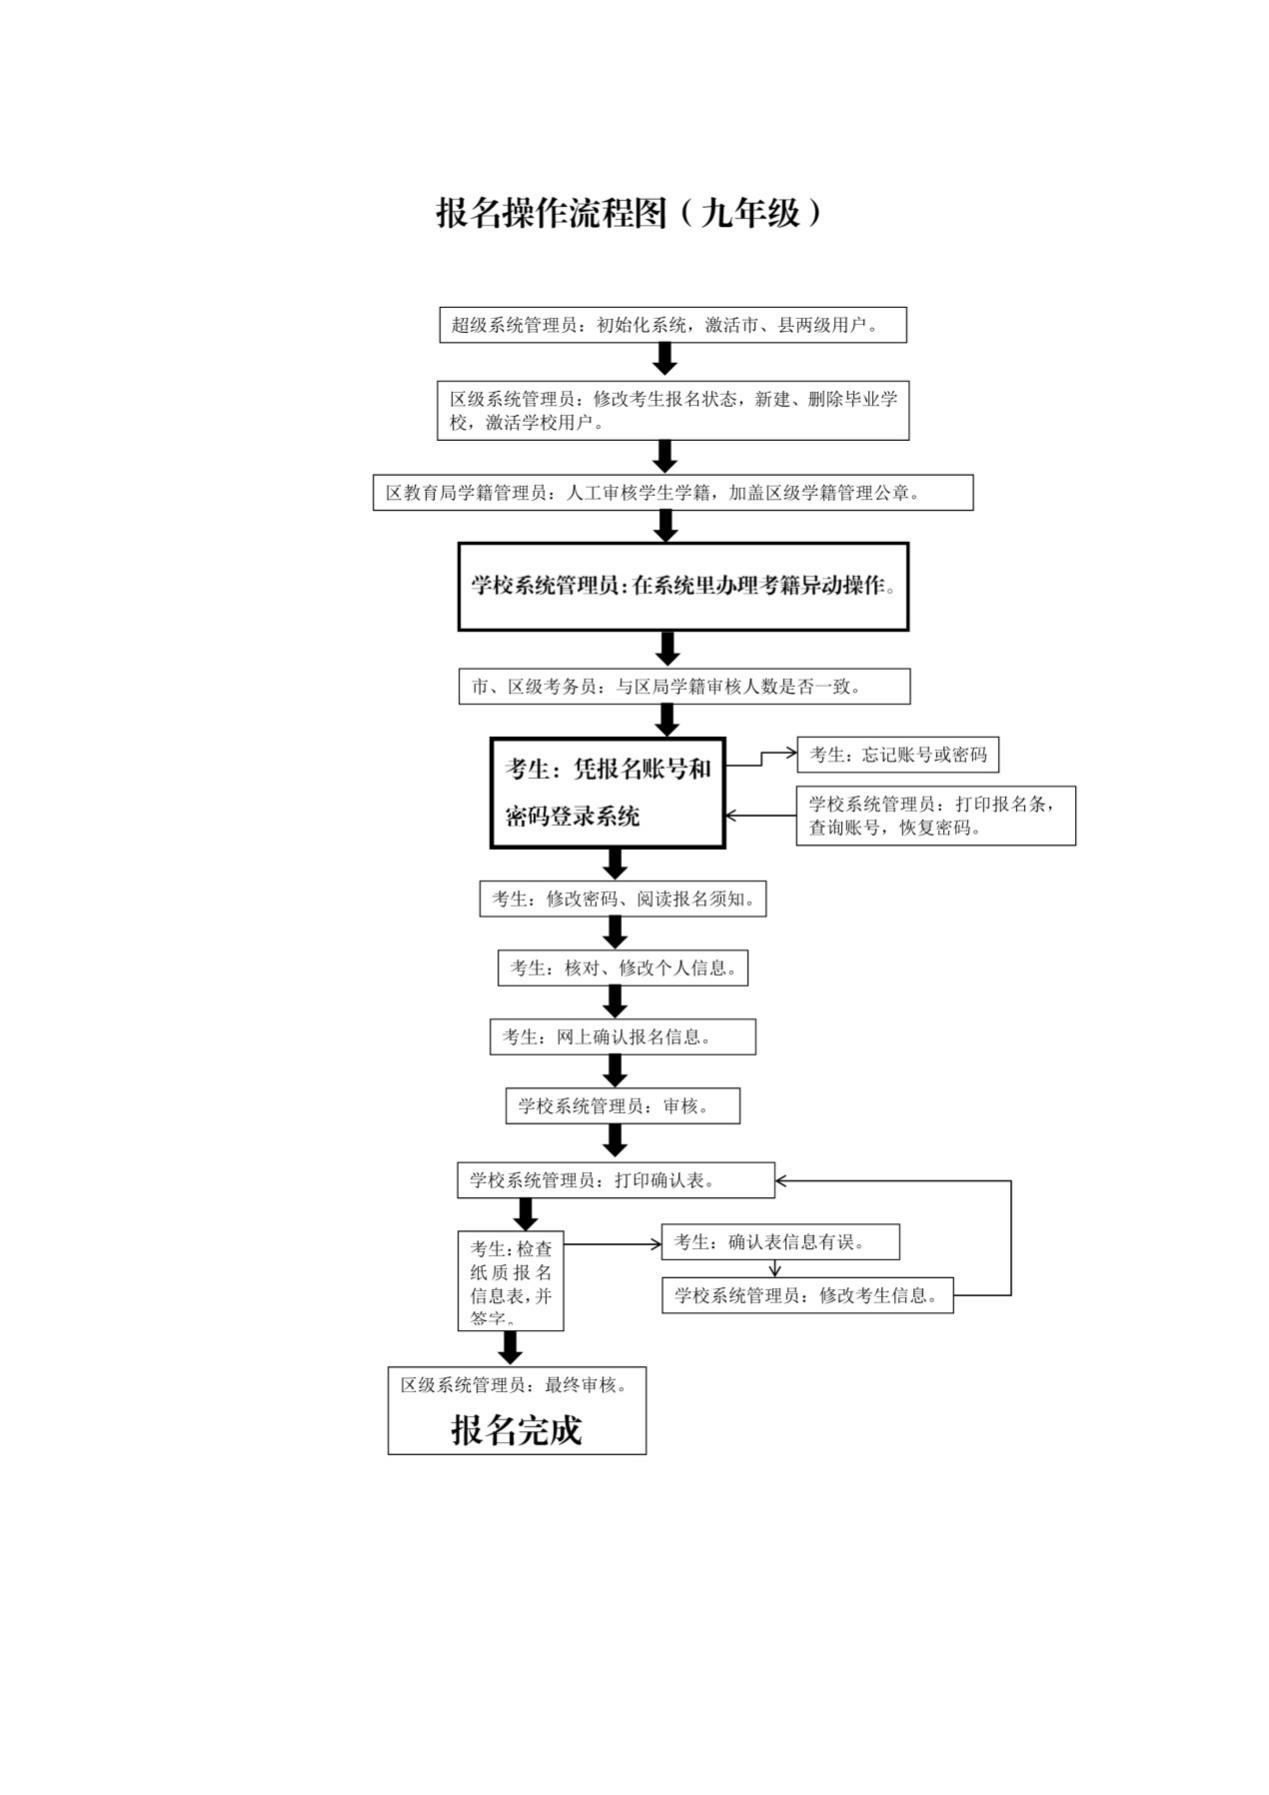 报名操作流程图（九年级）
超级系统管理员：初始化系统，激活市、县两级用户。
区级系统管理员：修改考生报名状态，新建、删除毕业学
校，激活学校用户。
区教育局学籍管理员：人工审核学生学籍，加盖区级学籍管理公章。
学校系统管理员：在系统里办理考籍异动操作。
市、区级考务员：与区局学籍审核人数是否一致。
考生：凭报名账号和
密码登录系统
考生：忘记账号或密码
学校系统管理员：打印报名条，
查询账号，恢复密码。
考生：修改密码、阅读报名须知。
考生：核对、修改个人信息。
考生：网上确认报名信息。
学校系统管理员：审核。
学校系统管理员：打印确认表。
考生：检查
纸质报名
信息表，并
签字。
考生：确认表信息有误。
学校系统管理员：修改考生信息。
区级系统管理员：最终审核。
报名完成